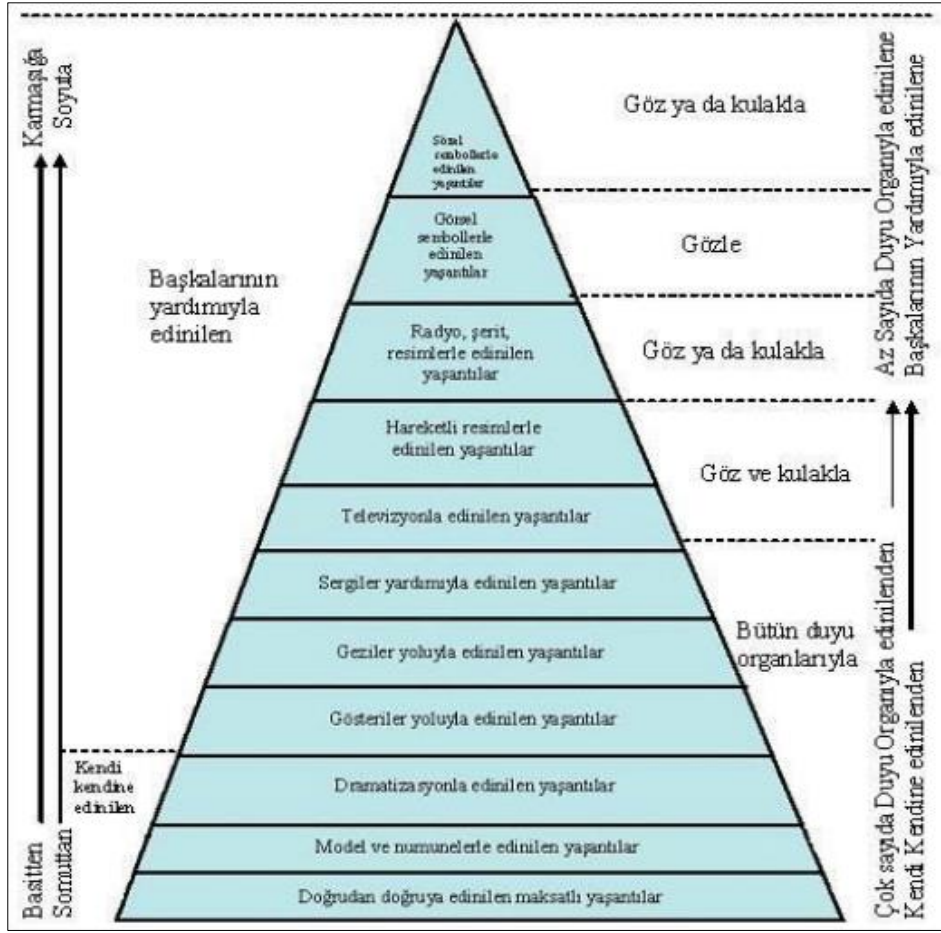 Karmaşığa
Soyuta
Basitten
Somuttan
Başkalarının
yardımıyla
edinilen
Kendi
kendine
edinilen
Sözel
sembollerle
edinilen
yaşantılar
Görsel
sembollerle
edinilen
yaşantılar
Radyo, şerit,
resimlerle edinilen
yaşantılar
Hareketli resimlerle
edinilen yaşantılar
Televizyonla edinilen yaşantılar
Sergiler yardımıyla edinilen yaşantılar
Geziler yoluyla edinilen yaşantılar
Gösteriler yoluyla edinilen yaşantılar
Dramatizasyonla edinilen yaşantılar
Model ve numunelerle edinilen yaşantılar
Doğrudan doğruya edinilen maksatlı yaşantılar
Göz ya da kulakla
Gözle
Göz ya da kulakla
Göz ve kulakla
Bütün duyu
organlarıyla
Az Sayıda Duyu Organıyla edinilene
Başkalarının Yardımıyla edinilene
Çok sayıda Duyu Organıyla edinilenden
Kendi Kendine edinilenden